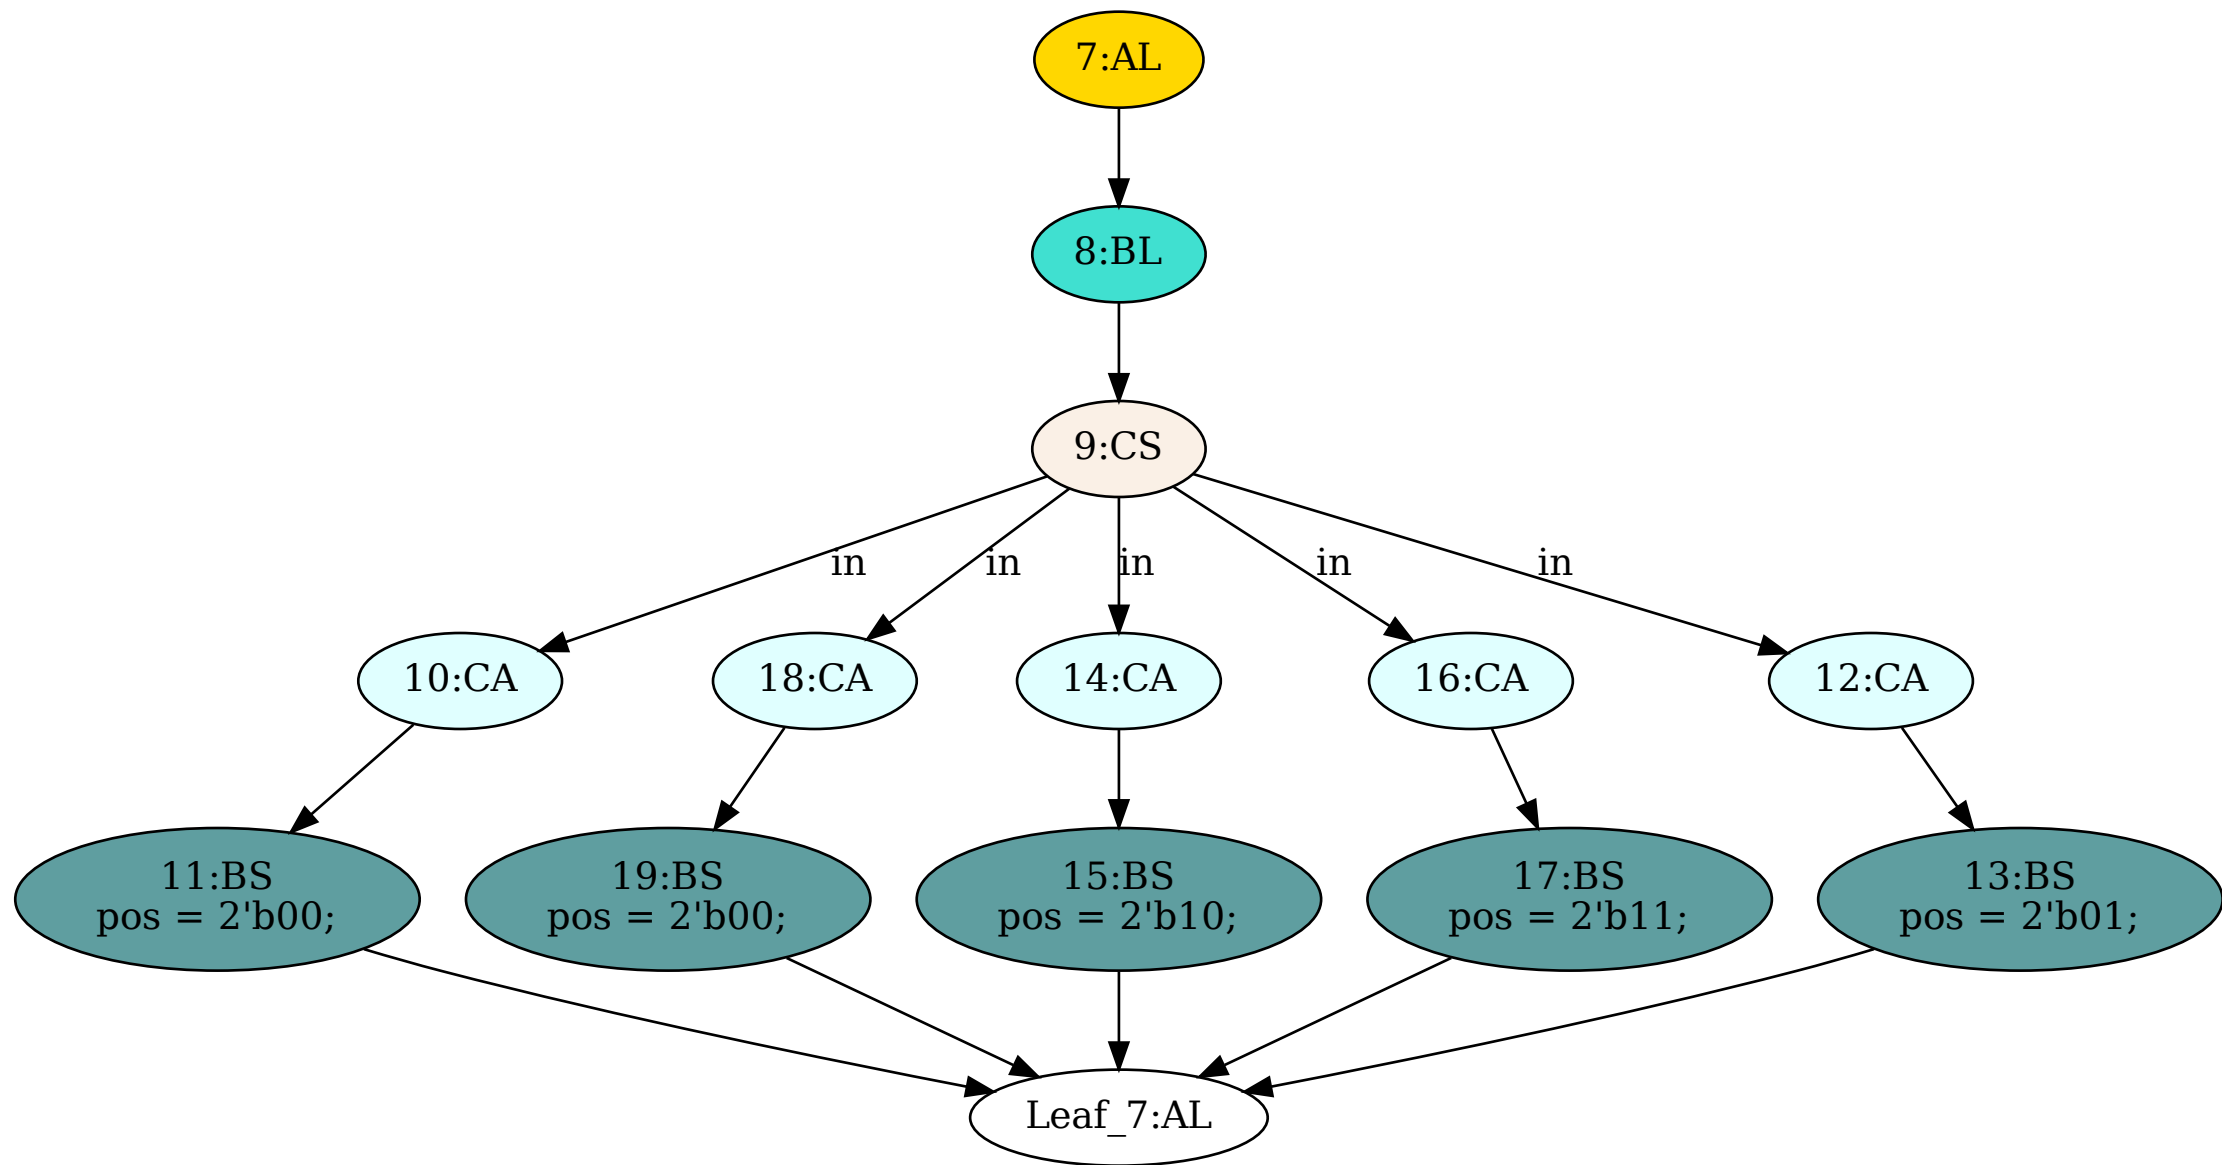 7:AL
8:BL
9:CS
in
in
in
in
in
10:CA
18:CA
14:CA
16:CA
12:CA
11:BS
pos = 2'b00;
19:BS
pos = 2'b00;
15:BS
pos = 2'b10;
17:BS
pos = 2'b11;
13:BS
pos = 2'b01;
Leaf_7:AL